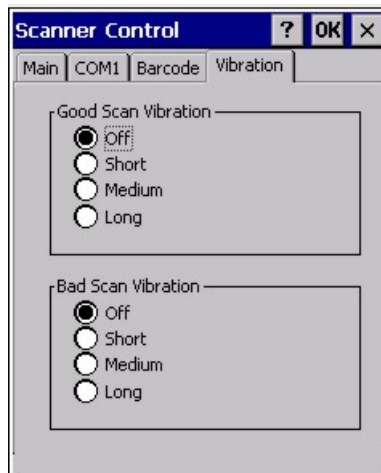 Scanner Control ? OK ×
Main COM1 Barcode Vibration
Good Scan Vibration
Off
Short
Medium
Long
Bad Scan Vibration
Off
Short
Medium
Long